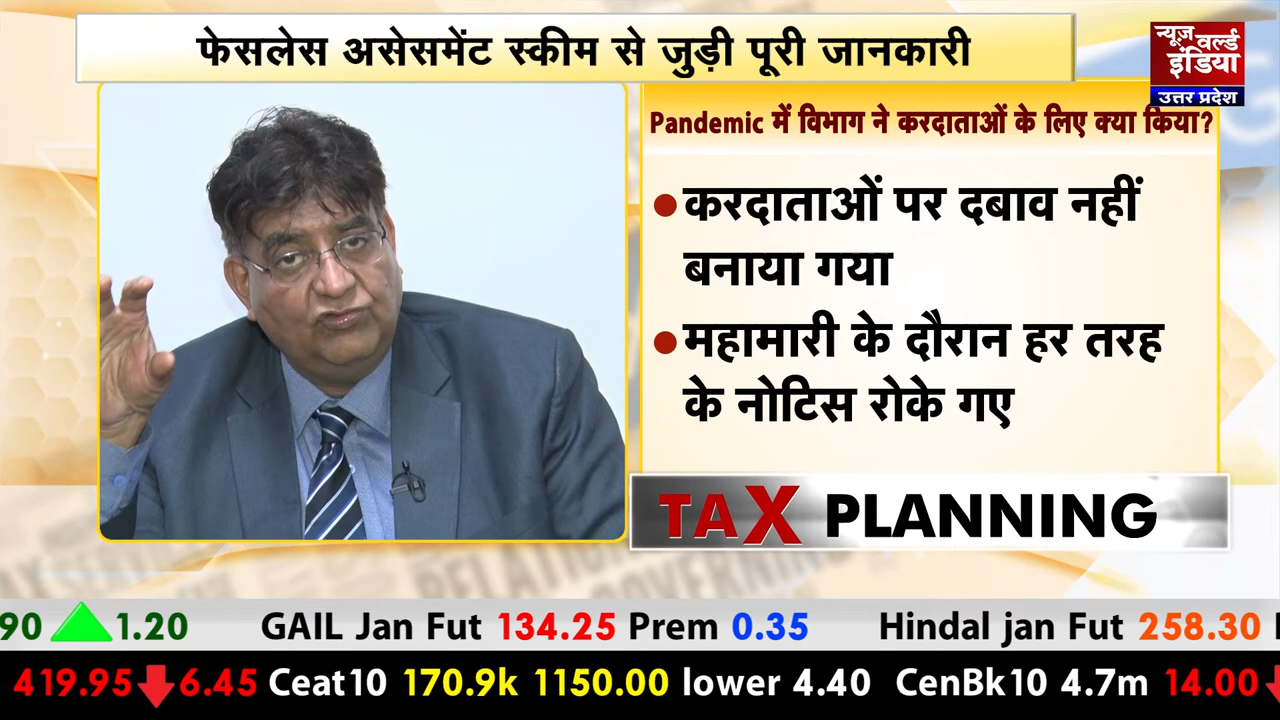 फेसलेस असेसमेंट स्कीम से जुड़ी पूरी जानकारी
न्यूज़ वर्ल्ड
इंडिया
उत्तर प्रदेश
Pandemic में विभाग ने करदाताओं के लिए क्या किया?
•करदाताओं पर दबाव नहीं
बनाया गया
•महामारी के दौरान हर तरह
के नोटिस रोके गए
TAX PLANNING
90 1.20 GAIL Jan Fut 134.25 Prem 0.35 Hindal jan Fut 258.30
419.95 6.45 Ceat10 170.9k 1150.00 lower 4.40 CenBk10 4.7m 14.00